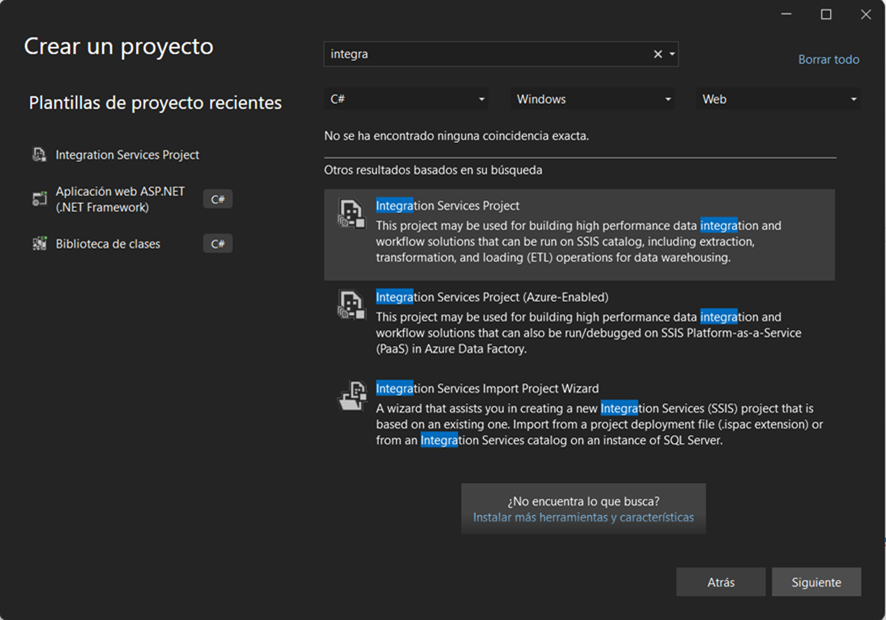 Crear un proyecto
Plantillas de proyecto recientes
Integration Services Project
Aplicación web ASP.NET
(.NET Framework)
C#
Biblioteca de clases
C#
integra
Borrar todo
C#
Windows
Web
No se ha encontrado ninguna coincidencia exacta.
Otros resultados basados en su búsqueda
Integration Services Project
This project may be used for building high performance data integration and
workflow solutions that can be run on SSIS catalog, including extraction,
transformation, and loading (ETL) operations for data warehousing.
Integration Services Project (Azure-Enabled)
This project may be used for building high performance data integration and
workflow solutions that can also be run/debugged on SSIS Platform-as-a-Service
(PaaS) in Azure Data Factory.
Integration Services Import Project Wizard
A wizard that assists you in creating a new Integration Services (SSIS) project that is
based on an existing one. Import from a project deployment file (.ispac extension) or
from an Integration Services catalog on an instance of SQL Server.
¿No encuentra lo que busca?
Instalar más herramientas y características
Atrás
Siguiente